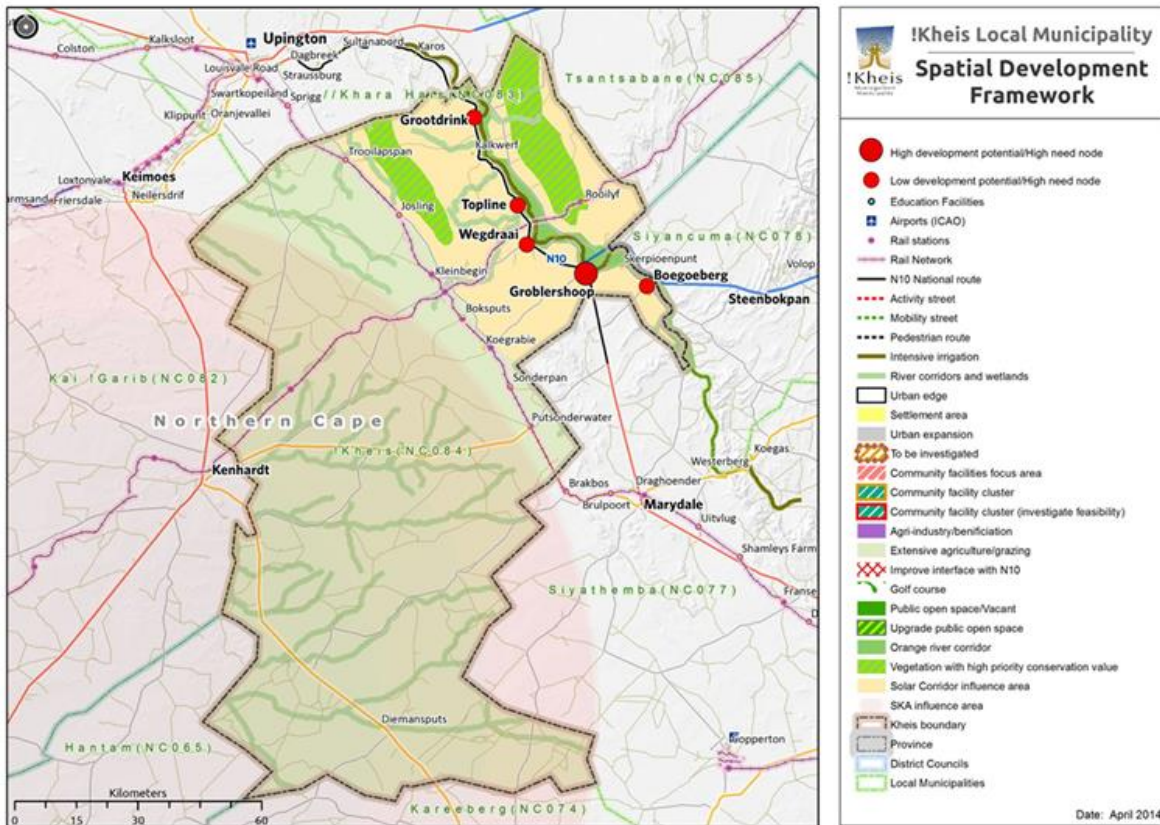 Upington
Kalksloot
Colston
Dagbreek
Sultanaoord
Karos
Louisvale Road
Straussburg
Tsantsabane(NC085)
Swartkopeiland
Sprigg
//Khara Hais(NC083)
Klippunt
Oranjevallei
Grootdrink
Kalkwerf
Trooilapspan
Loxtonvale
Keimoes
Friersdale
Neilersdrif
Rooilyf
Josling
Topline
Wegdraai
Siyancuma(NC078)
N10
Skerpioenpunt
Volop
Kleinbegin
Boegoeberg
Groblershoop
Steenbokpan
Boksputs
Koegrabie
Kai !Garib(NC082)
Sonderpan
Northern Cape
Putsonderwater
!Kheis(NC084)
Koegas
Westerberg
Kenhardt
Brakbos
Draghoender
Brulpoort
Marydale
Uitvlug
Shamleys Farm
Siyathemba(NC077)
Diemansputs
Hantam(NC065)
Kareeberg(NC074)
Kilometers
0 15 30 60
!Kheis
Munisipaliteit
Municipality
!Kheis Local Municipality
Spatial Development
Framework
High development potential/High need node
Low development potential/High need node
Education Facilities
Airports (ICAO)
Rail stations
Rail Network
N10 National route
Activity street
Mobility street
Pedestrian route
Intensive irrigation
River corridors and wetlands
Urban edge
Settlement area
Urban expansion
To be investigated
Community facilities focus area
Community facility cluster
Community facility cluster (investigate feasibility)
Agri-industry/benificiation
Extensive agriculture/grazing
Improve interface with N10
Golf course
Public open space/Vacant
Upgrade public open space
Orange river corridor
Vegetation with high priority conservation value
Solar Corridor influence area
SKA influence area
Kheis boundary
Province
District Councils
Local Municipalities
Date: April 2014